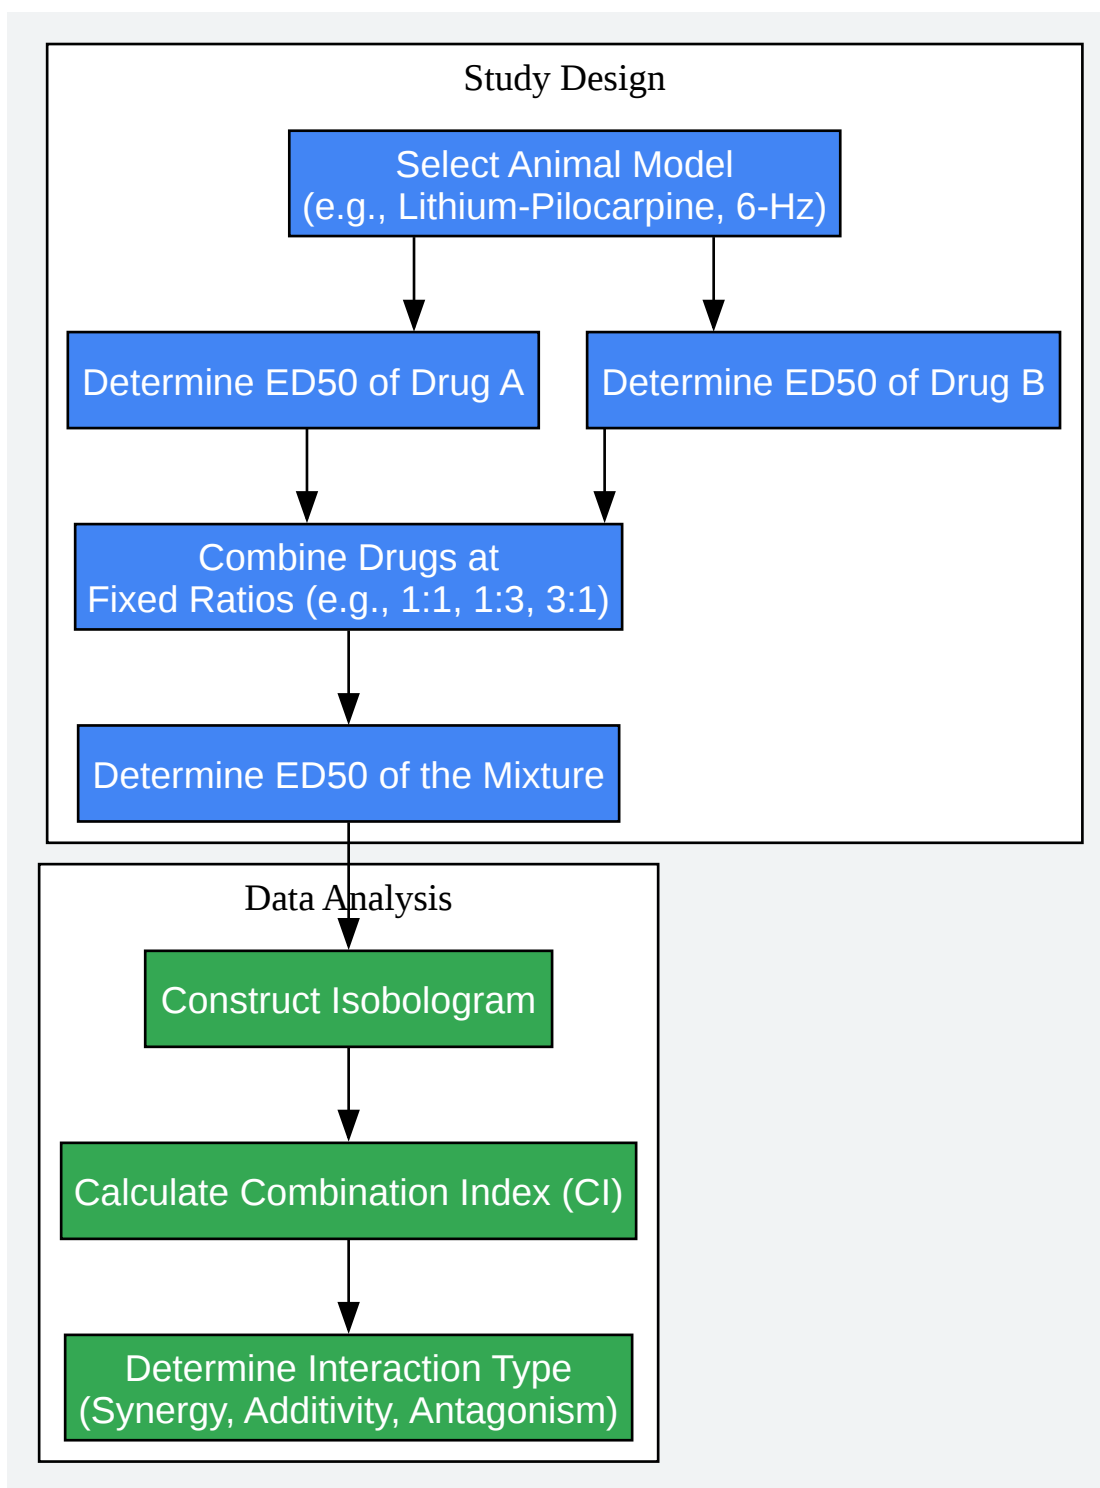 Study Design
Select Animal Model
(e.g., Lithium-Pilocarpine, 6-Hz)
Determine ED50 of Drug A
Determine ED50 of Drug B
Combine Drugs at
Fixed Ratios (e.g., 1:1, 1:3, 3:1)
Determine ED50 of the Mixture
Data Analysis
Construct Isobologram
Calculate Combination Index (CI)
Determine Interaction Type
(Synergy, Additivity, Antagonism)